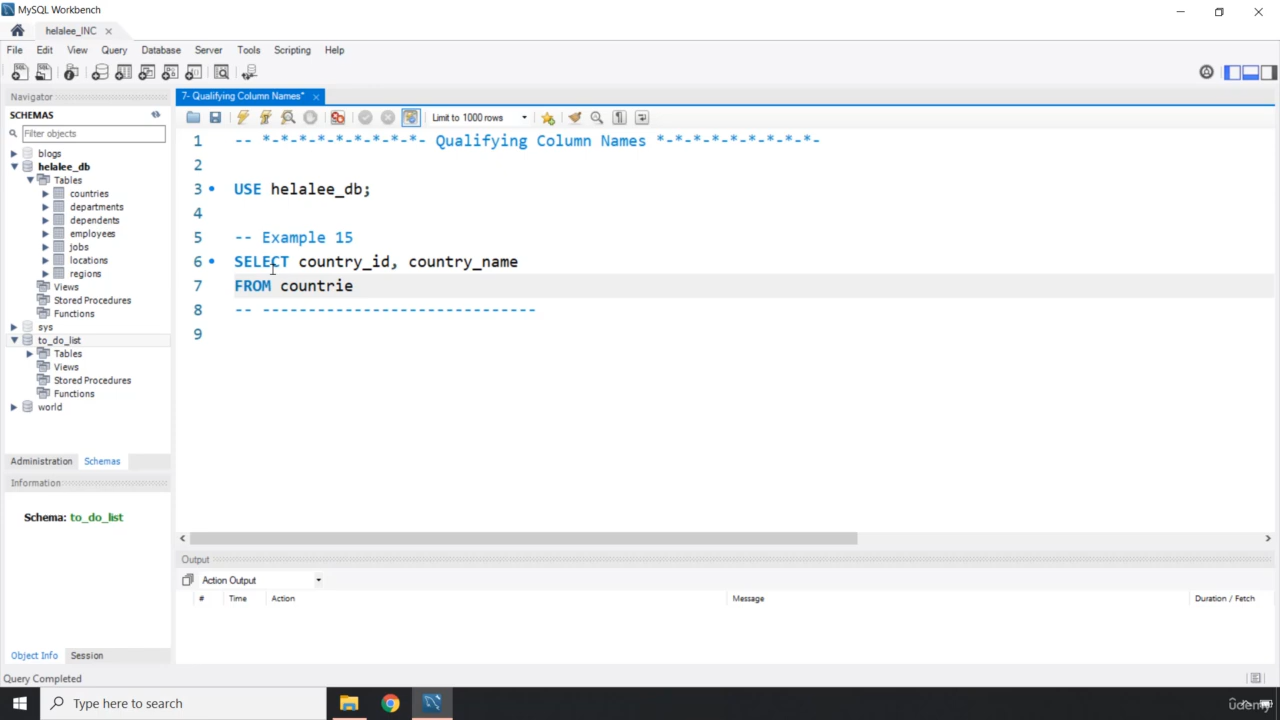 MySQL Workbench
helalee_INC
File Edit View Query Database Server Tools Scripting Help
Navigator
SCHEMAS
Filter objects
blogs
helalee_db
Tables
countries
departments
dependents
employees
jobs
locations
regions
Views
Stored Procedures
Functions
sys
to_do_list
Tables
Views
Stored Procedures
Functions
world
Administration Schemas
Information
Schema: to_do_list
Object Info Session
7- Qualifying Column Names*
Limit to 1000 rows
1 -- *-*-*-*-*-*-*-*-*- Qualifying Column Names *-*-*-*-*-*-*-*-*-
2
3 USE helalee_db;
4
5 -- Example 15
6 SELECT country_id, country_name
7 FROM countrie
8 -- ------------------------------
9
Output
Action Output
# Time Action Message Duration / Fetch
Query Completed
Type here to search
udemy